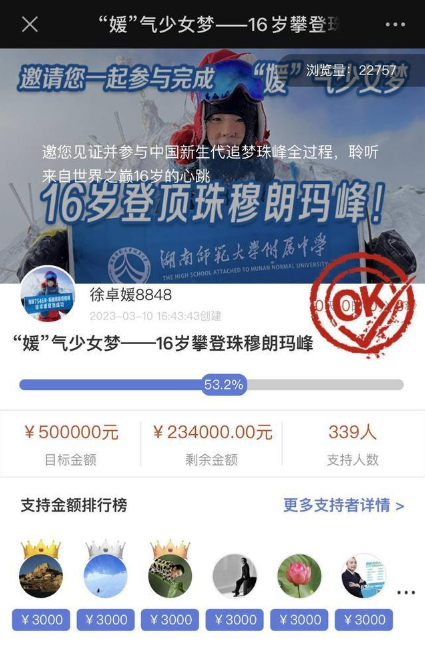 “媛”气少女梦——16岁攀登
浏览量：22757
邀请您一起参与完成 “媛”气少女梦
邀您见证并参与中国新生代追梦珠峰全过程，聆听
来自世界之巅16岁的心跳
16岁登顶珠穆朗玛峰！
湖南师范大学附属中学
THE HIGH SCHOOL ATTACHED TO HUNAN NORMAL UNIVERSITY
徐卓媛8848
2023-03-10 16:43:43创建
OK
“媛”气少女梦——16岁攀登珠穆朗玛峰
53.2%
￥500000元 ￥234000.00元 339人
目标金额 剩余金额 支持人数
支持金额排行榜 更多支持者详情 >
￥3000 ￥3000 ￥3000 ￥3000 ￥3000 ￥3000